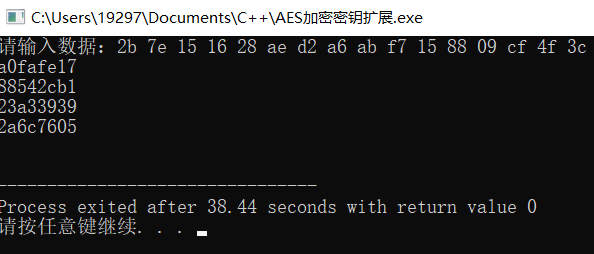 C:\Users\19297\Documents\C++\AES加密密钥扩展.exe
请输入数据：2b 7e 15 16 28 ae d2 a6 ab f7 15 88 09 cf 4f 3c
a0fafe17
88542cb1
23a33939
2a6c7605
--------------------------------
Process exited after 38.44 seconds with return value 0
请按任意键继续. . .